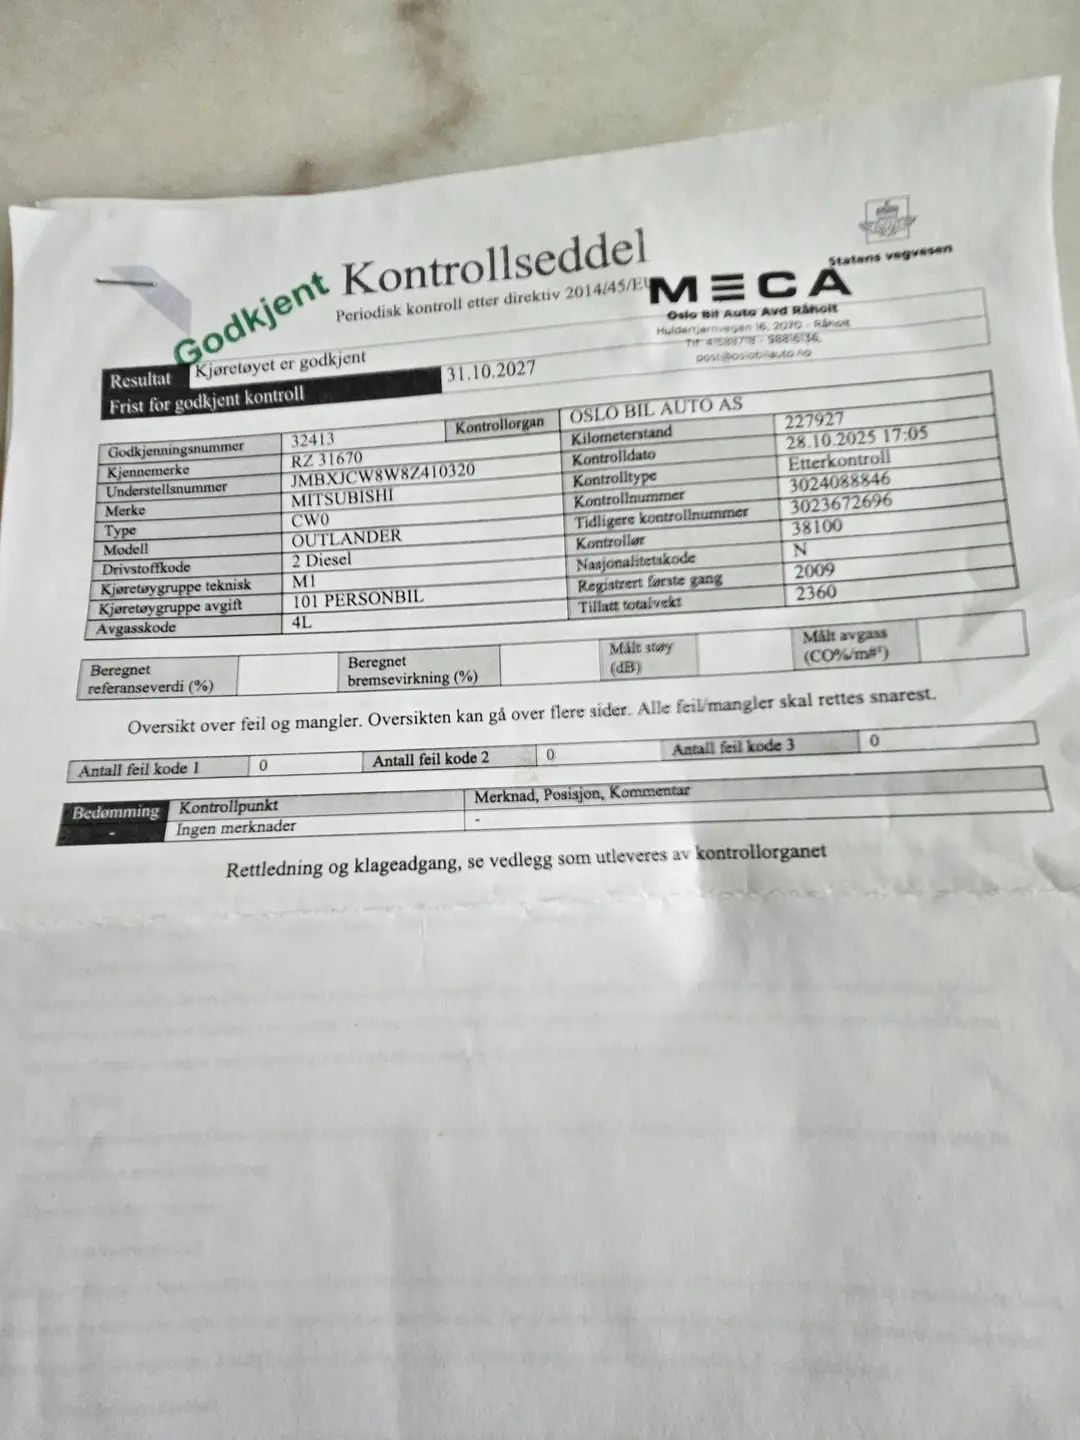 Statens vegvesen
Godkjent
Kontrollseddel
Periodisk kontroll etter direktiv 2014/45/EU
MECA
Oslo Bil Auto Avd Råholt
Huldertjernvegen 16, 2070 - Råholt
post@oslobilauto.no
Resultat Kjøretøyet er godkjent
Frist for godkjent kontroll 31.10.2027
Godkjenningsnummer 32413 Kontrollorgan OSLO BIL AUTO AS
Kjennemerke RZ 31670 Kilometerstand 227927
Understellsnummer JMBXJCW8W8Z410320 Kontrolldato 28.10.2025 17:05
Merke MITSUBISHI Kontrolltype Etterkontroll
Type CW0 Kontrollnummer 3024088846
Modell OUTLANDER Tidligere kontrollnummer 3023672696
Drivstoffkode 2 Diesel Kontrollør 38100
Kjøretøygruppe teknisk M1 Nasjonalitetskode N
Kjøretøygruppe avgift 101 PERSONBIL Registrert første gang 2009
Avgasskode 4L Tillatt totalvekt 2360
Beregnet referanseverdi (%) Beregnet bremsevirkning (%) Målt støy (dB) Målt avgass
Oversikt over feil og mangler. Oversikten kan gå over flere sider. Alle feil/mangler skal rettes snarest.
Antall feil kode 1 0 Antall feil kode 2 0 Antall feil kode 3 0
Bedømming Kontrollpunkt Merknad, Posisjon, Kommentar
- Ingen merknader -
Rettledning og klageadgang, se vedlegg som utleveres av kontrollorganet